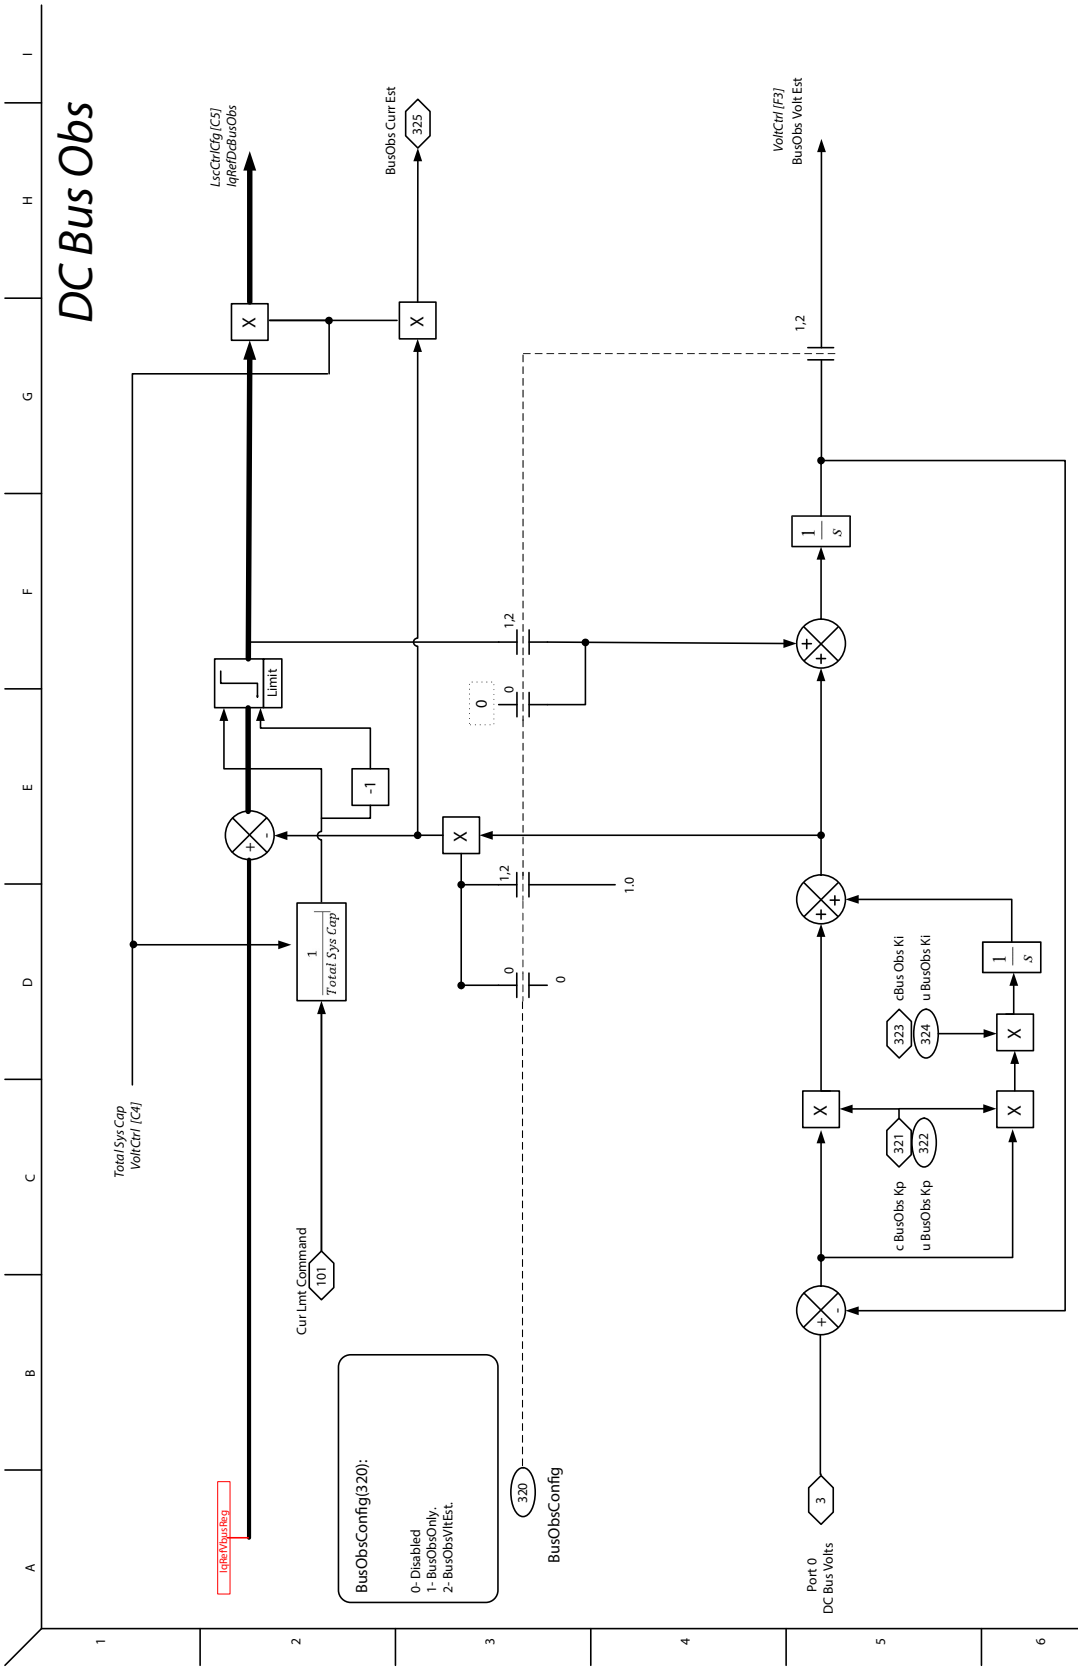 DC Bus Obs
A
B
C
D
E
F
G
H
I
1
2
3
4
5
6
Total Sys Cap
VoltCtrl [C4]
IqRefVbusReg
+
-
Limit
X
LscCtrlCfg [C5]
IqRefDcBusObs
Cur Lmt Command
101
1
Total Sys Cap
-1
X
BusObs Curr Est
325
BusObsConfig(320):
0- Disabled
1- BusObsOnly.
2- BusObsVltEst.
320
BusObsConfig
0
0
1,2
1.0
X
0
0
1,2
1,2
VoltCtrl [F3]
BusObs Volt Est
Port 0
DC Bus Volts
3
+
-
X
+
+
+
+
1
s
c BusObs Kp
321
u BusObs Kp
322
323
cBus Obs Ki
324
u BusObs Ki
X
X
1
s